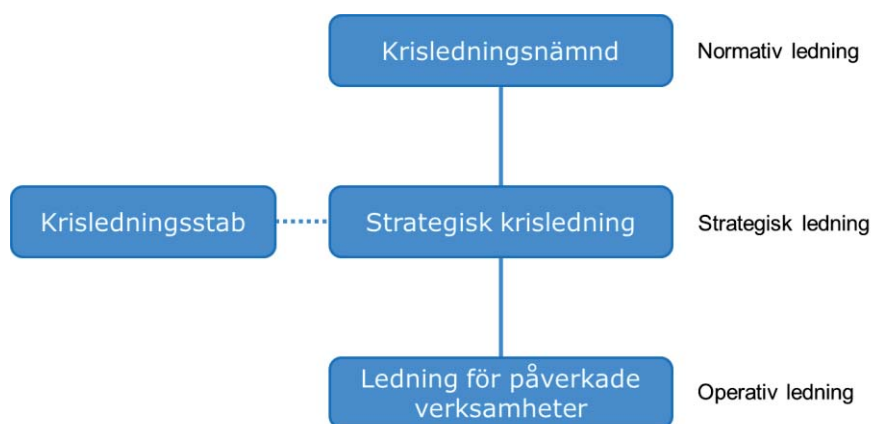 Krisledningsnämnd
Normativ ledning
Krisledningsstab
Strategisk krisledning
Strategisk ledning
Ledning för påverkade
verksamheter
Operativ ledning